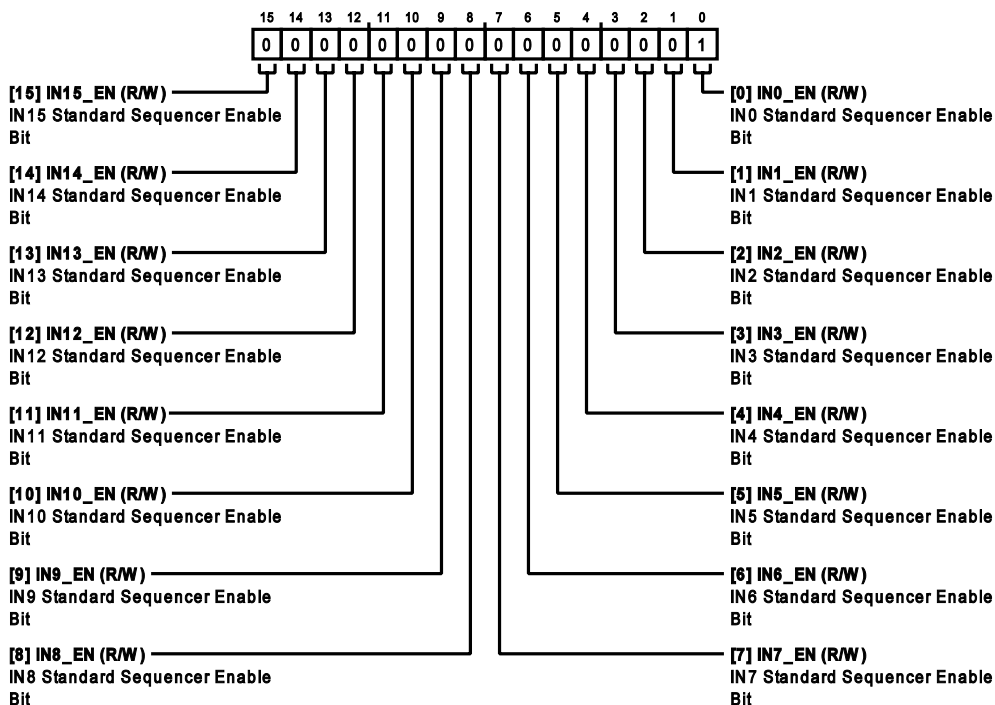 15 14 13 12 11 10 9 8 7 6 5 4 3 2 1 0
0 0 0 0 0 0 0 0 0 0 0 0 0 0 0 1
[15] IN15_EN (R/W)
IN15 Standard Sequencer Enable
Bit
[14] IN14_EN (R/W)
IN14 Standard Sequencer Enable
Bit
[13] IN13_EN (R/W)
IN13 Standard Sequencer Enable
Bit
[12] IN12_EN (R/W)
IN12 Standard Sequencer Enable
Bit
[11] IN11_EN (R/W)
IN11 Standard Sequencer Enable
Bit
[10] IN10_EN (R/W)
IN10 Standard Sequencer Enable
Bit
[9] IN9_EN (R/W)
IN9 Standard Sequencer Enable
Bit
[8] IN8_EN (R/W)
IN8 Standard Sequencer Enable
Bit
[0] IN0_EN (R/W)
IN0 Standard Sequencer Enable
Bit
[1] IN1_EN (R/W)
IN1 Standard Sequencer Enable
Bit
[2] IN2_EN (R/W)
IN2 Standard Sequencer Enable
Bit
[3] IN3_EN (R/W)
IN3 Standard Sequencer Enable
Bit
[4] IN4_EN (R/W)
IN4 Standard Sequencer Enable
Bit
[5] IN5_EN (R/W)
IN5 Standard Sequencer Enable
Bit
[6] IN6_EN (R/W)
IN6 Standard Sequencer Enable
Bit
[7] IN7_EN (R/W)
IN7 Standard Sequencer Enable
Bit